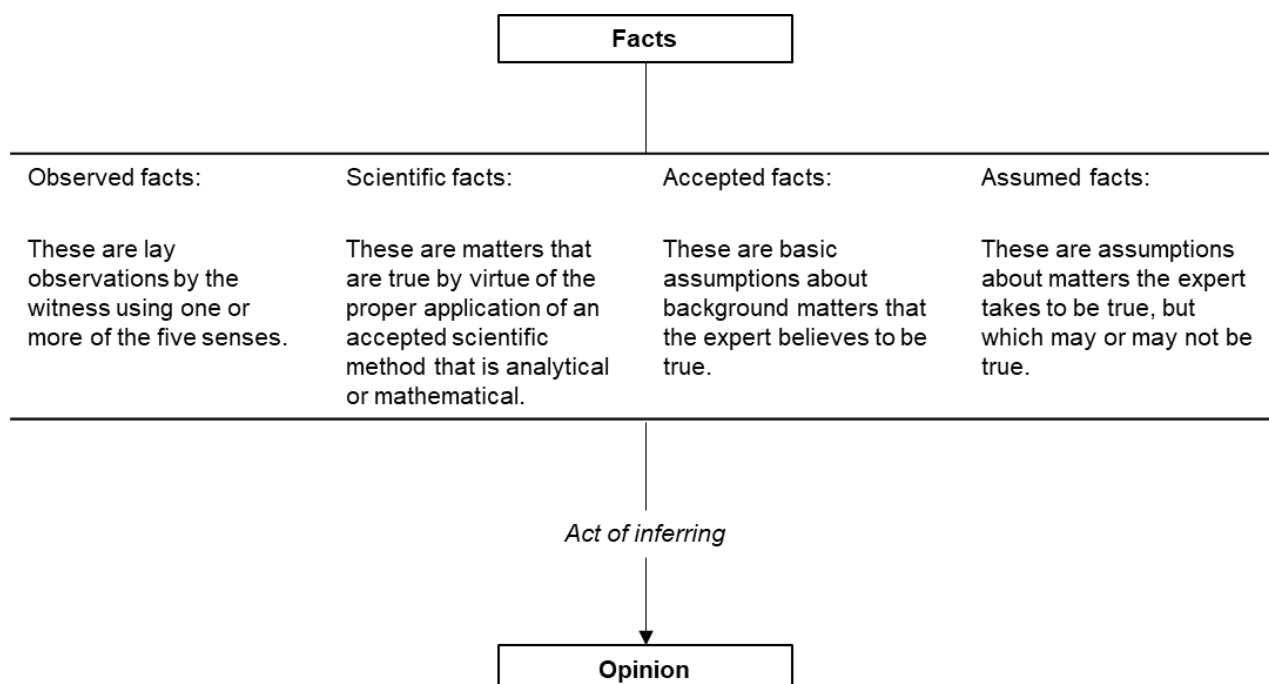 Facts
Observed facts:
These are lay
observations by the
witness using one or
more of the five senses.
Scientific facts:
These are matters that
are true by virtue of the
proper application of an
accepted scientific
method that is analytical
or mathematical.
Accepted facts:
These are basic
assumptions about
background matters that
the expert believes to be
true.
Assumed facts:
These are assumptions
about matters the expert
takes to be true, but
which may or may not be
true.
Act of inferring
Opinion